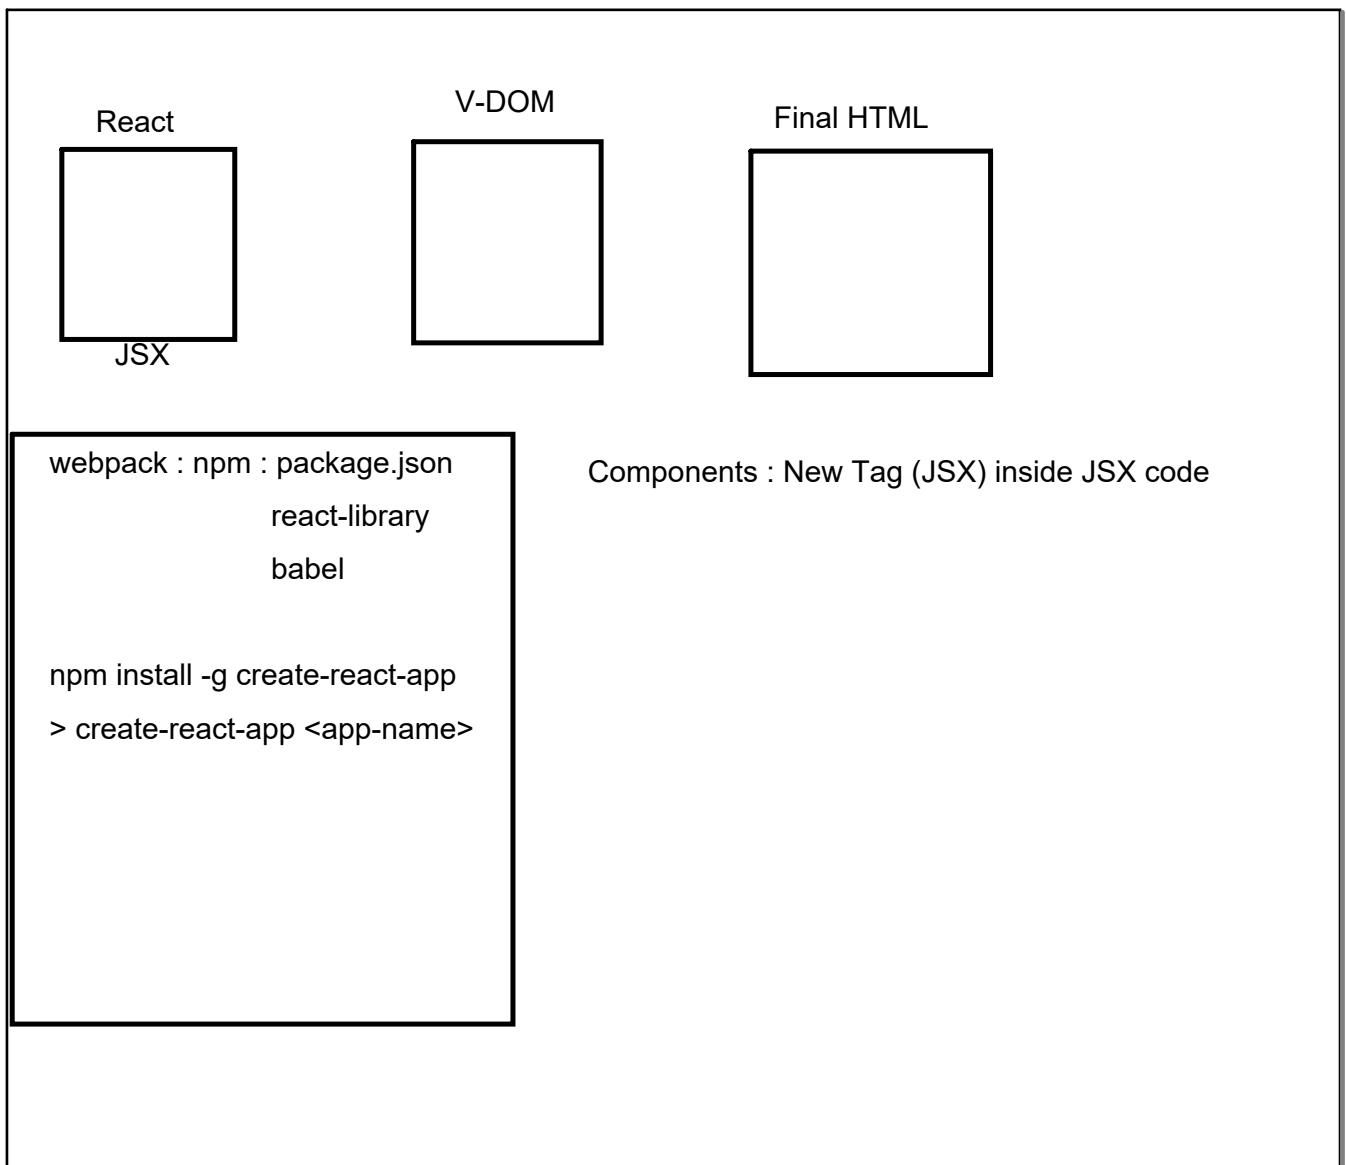 React
V-DOM
Final HTML
JSX
webpack : npm : package.json
react-library
babel
npm install -g create-react-app
> create-react-app <app-name>
Components : New Tag (JSX) inside JSX code